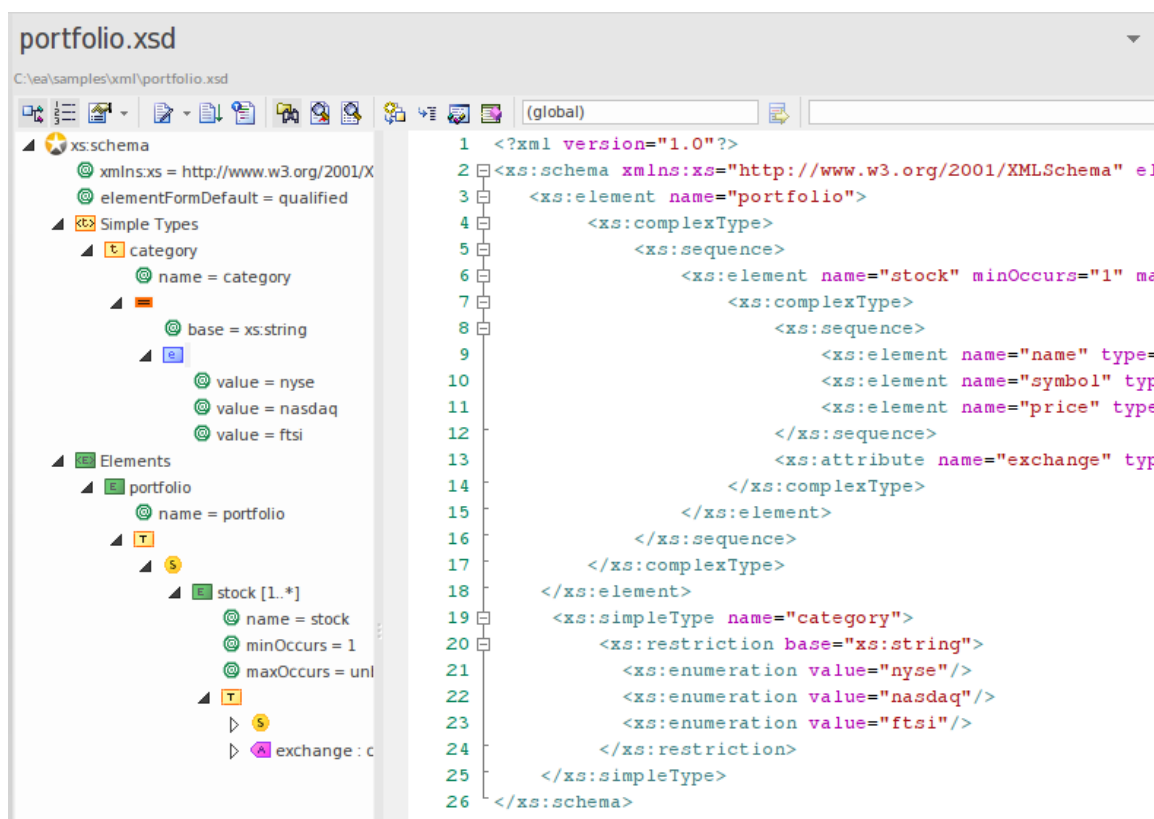 portfolio.xsd
C:\ea\samples\xml\portfolio.xsd
(global)
xs:schema
xmlns:xs = http://www.w3.org/2001/X
elementFormDefault = qualified
Simple Types
category
name = category
base = xs:string
value = nyse
value = nasdaq
value = ftsi
Elements
portfolio
name = portfolio
stock [1..*]
name = stock
minOccurs = 1
maxOccurs = unl
exchange : c
1 <?xml version="1.0"?>
2 <xs:schema xmlns:xs="http://www.w3.org/2001/XMLSchema" el
3 <xs:element name="portfolio">
4 <xs:complexType>
5 <xs:sequence>
6 <xs:element name="stock" minOccurs="1" ma
7 <xs:complexType>
8 <xs:sequence>
9 <xs:element name="name" type=
10 <xs:element name="symbol" typ
11 <xs:element name="price" type
12 </xs:sequence>
13 <xs:attribute name="exchange" typ
14 </xs:complexType>
15 </xs:element>
16 </xs:sequence>
17 </xs:complexType>
18 </xs:element>
19 <xs:simpleType name="category">
20 <xs:restriction base="xs:string">
21 <xs:enumeration value="nyse"/>
22 <xs:enumeration value="nasdaq"/>
23 <xs:enumeration value="ftsi"/>
24 </xs:restriction>
25 </xs:simpleType>
26 </xs:schema>